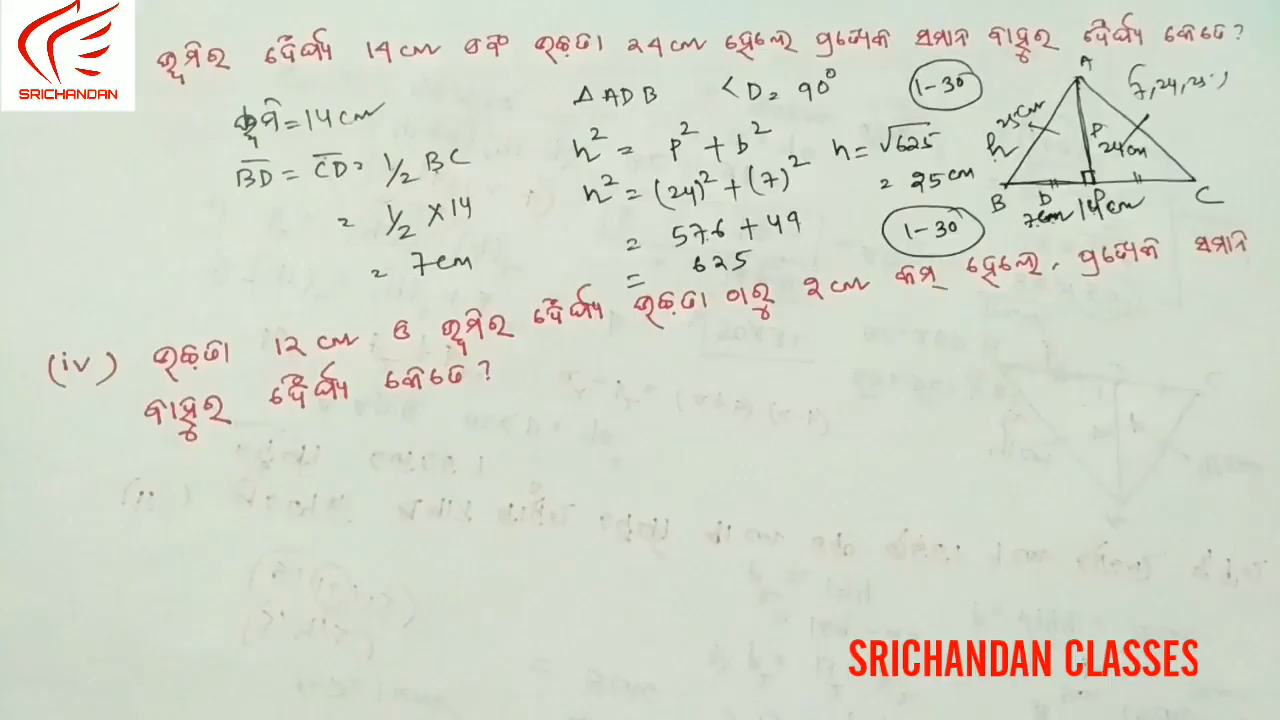 SRICHANDAN
ଭୂମିର ଦୈର୍ଘ୍ୟ 14 cm ଏବଂ ଉଚ୍ଚତା 24 cm ହେଲେ ପ୍ରତ୍ୟେକ ସମାନ ବାହୁର ଦୈର୍ଘ୍ୟ କେତେ ?
ଭୂମି = 14 cm
BD = CD = 1/2 BC
= 1/2 × 14
= 7 cm
Δ ADB <D = 90°
h² = p² + b²
h² = (24)² + (7)²
= 576 + 49
= 625
h = √625
= 25 cm
1-30
1-30
A
(7, 24, 25)
25 cm
h
P
24 cm
B
D
b
C
7cm
14 cm
(iv) ଉଚ୍ଚତା 12 cm ଓ ଭୂମିର ଦୈର୍ଘ୍ୟ ଉଚ୍ଚତା ଠାରୁ 2 cm କମ୍ ହେଲେ, ପ୍ରତ୍ୟେକ ସମାନ
ବାହୁର ଦୈର୍ଘ୍ୟ କେତେ ?
SRICHANDAN CLASSES